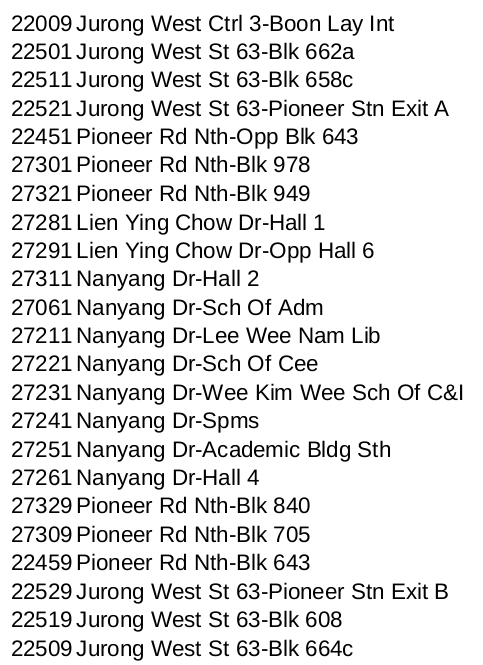 22009 Jurong West Ctrl 3-Boon Lay Int
22501 Jurong West St 63-Blk 662a
22511 Jurong West St 63-Blk 658c
22521 Jurong West St 63-Pioneer Stn Exit A
22451 Pioneer Rd Nth-Opp Blk 643
27301 Pioneer Rd Nth-Blk 978
27321 Pioneer Rd Nth-Blk 949
27281 Lien Ying Chow Dr-Hall 1
27291 Lien Ying Chow Dr-Opp Hall 6
27311 Nanyang Dr-Hall 2
27061 Nanyang Dr-Sch Of Adm
27211 Nanyang Dr-Lee Wee Nam Lib
27221 Nanyang Dr-Sch Of Cee
27231 Nanyang Dr-Wee Kim Wee Sch Of C&I
27241 Nanyang Dr-Spms
27251 Nanyang Dr-Academic Bldg Sth
27261 Nanyang Dr-Hall 4
27329 Pioneer Rd Nth-Blk 840
27309 Pioneer Rd Nth-Blk 705
22459 Pioneer Rd Nth-Blk 643
22529 Jurong West St 63-Pioneer Stn Exit B
22519 Jurong West St 63-Blk 608
22509 Jurong West St 63-Blk 664c